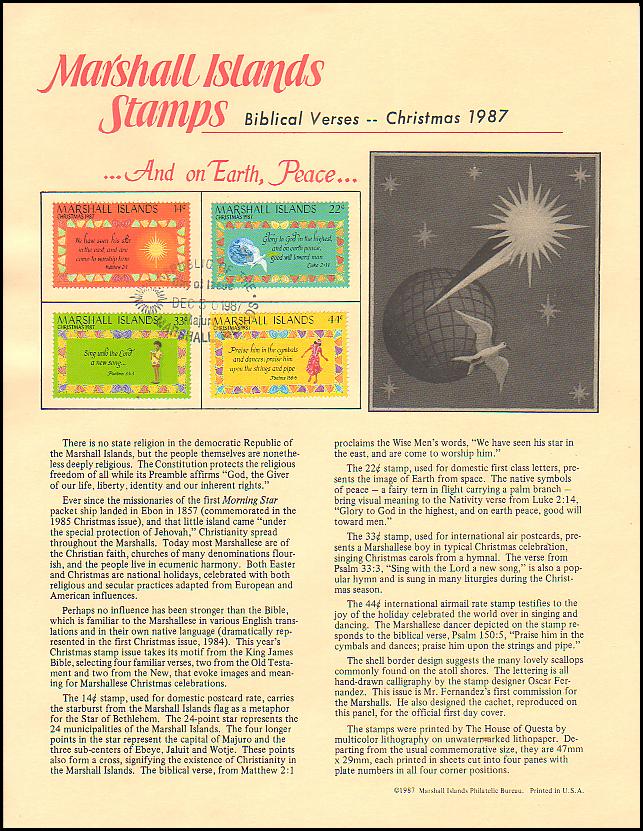 Marshall Islands
Stamps Biblical Verses -- Christmas 1987
...And on Earth, Peace...
MARSHALL ISLANDS 14¢
CHRISTMAS 1987
We have seen his star
in the east, and are
come to worship him
Matthew 2:1
MARSHALL ISLANDS 22¢
CHRISTMAS 1987
Glory to God in the highest,
and on earth peace,
good will toward men
Luke 2:14
REPUBLIC OF THE
of Issue
DEC 1987
Majuro
MARSHALL ISLANDS
MARSHALL ISLANDS 33¢
CHRISTMAS 1987
Sing unto the Lord
a new song...
MARSHALL ISLANDS 44¢
CHRISTMAS 1987
Praise him in the cymbals
and dances; praise him
upon the strings and pipe
There is no state religion in the democratic Republic of
the Marshall Islands, but the people themselves are nonethe-
less deeply religious. The Constitution protects the religious
freedom of all while its Preamble affirms “God, the Giver
of our life, liberty, identity and our inherent rights.”
Ever since the missionaries of the first Morning Star
packet ship landed in Ebon in 1857 (commemorated in the
1985 Christmas issue), and that little island came “under
the special protection of Jehovah,” Christianity spread
throughout the Marshalls. Today most Marshallese are of
the Christian faith, churches of many denominations flour-
ish, and the people live in ecumenic harmony. Both Easter
and Christmas are national holidays, celebrated with both
religious and secular practices adapted from European and
American influences.
Perhaps no influence has been stronger than the Bible,
which is familiar to the Marshallese in various English trans-
lations and in their own native language (dramatically rep-
resented in the first Christmas issue, 1984). This year's
Christmas stamp issue takes its motif from the King James
Bible, selecting four familiar verses, two from the Old Testa-
ment and two from the New, that evoke images and mean-
ing for Marshallese Christmas celebrations.
The 14¢ stamp, used for domestic postcard rate, carries
the starburst from the Marshall Islands flag as a metaphor
for the Star of Bethlehem. The 24-point star represents the
24 municipalities of the Marshall Islands. The four longer
points in the star represent the capital of Majuro and the
three sub-centers of Ebeye, Jaluit and Wotje. These points
also form a cross, signifying the existence of Christianity in
the Marshall Islands. The biblical verse, from Matthew 2:1
proclaims the Wise Men's words, “We have seen his star in
the east, and are come to worship him.”
The 22¢ stamp, used for domestic first class letters, pre-
sents the image of Earth from space. The native symbols
of peace — a fairy tern in flight carrying a palm branch —
bring visual meaning to the Nativity verse from Luke 2:14,
“Glory to God in the highest, and on earth peace, good will
toward men.”
The 33¢ stamp, used for international air postcards, pre-
sents a Marshallese boy in typical Christmas celebration,
singing Christmas carols from a hymnal. The verse from
Psalm 33:3, “Sing with the Lord a new song,” is also a pop-
ular hymn and is sung in many liturgies during the Christ-
mas season.
The 44¢ international airmail rate stamp testifies to the
joy of the holiday celebrated the world over in singing and
dancing. The Marshallese dancer depicted on the stamp re-
sponds to the biblical verse, Psalm 150:5, “Praise him in the
cymbals and dances; praise him upon the strings and pipe.”
The shell border design suggests the many lovely scallops
commonly found on the atoll shores. The lettering is all
hand-drawn calligraphy by the stamp designer Oscar Fer-
nandez. This issue is Mr. Fernandez's first commission for
the Marshalls. He also designed the cachet, reproduced on
this panel, for the official first day cover.
The stamps were printed by The House of Questa by
multicolor lithography on unwatermarked lithopaper. De-
parting from the usual commemorative size, they are 47mm
x 29mm, each printed in sheets cut into four panes with
plate numbers in all four corner positions.
©1987 Marshall Islands Philatelic Bureau. Printed in U.S.A.